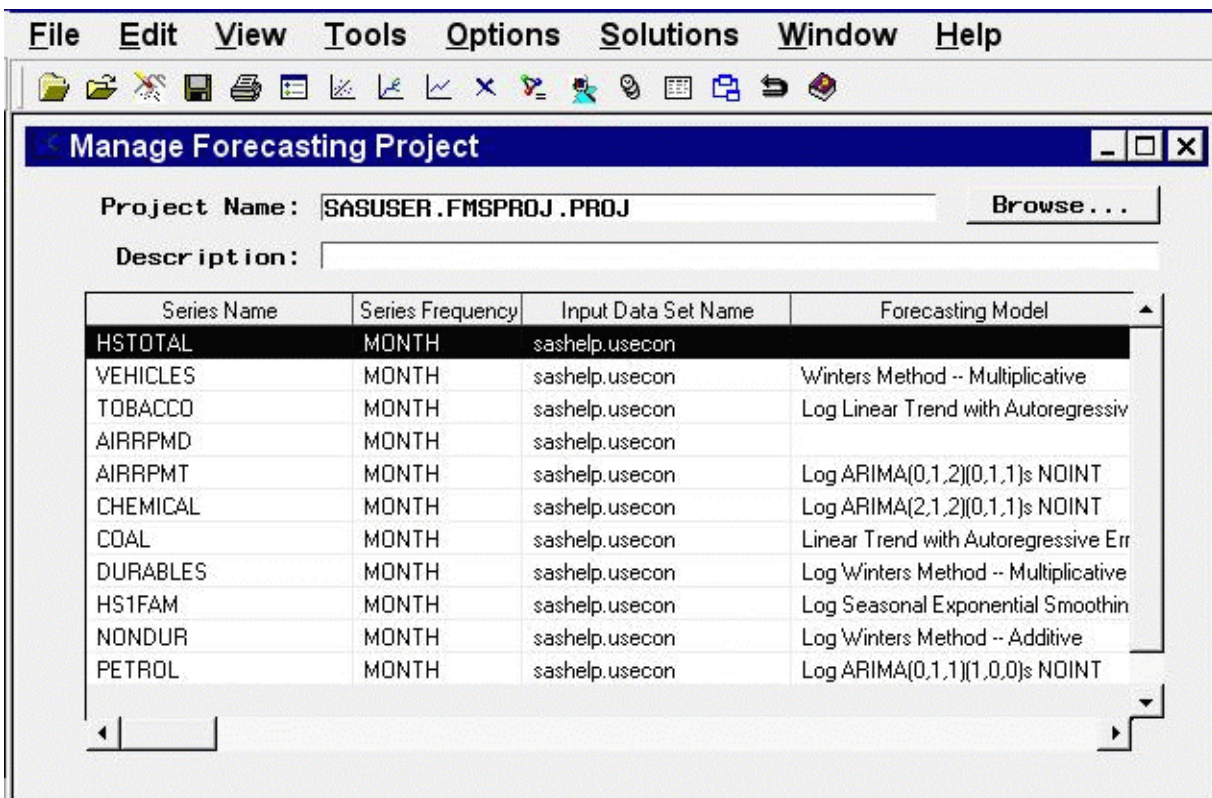 File Edit View Tools Options Solutions Window Help
Manage Forecasting Project
Project Name: SASUSER.FMSPROJ.PROJ Browse...
Description:
Series Name Series Frequency Input Data Set Name Forecasting Model
HSTOTAL MONTH sashelp.usecon
VEHICLES MONTH sashelp.usecon Winters Method -- Multiplicative
TOBACCO MONTH sashelp.usecon Log Linear Trend with Autoregressiv
AIRRPMD MONTH sashelp.usecon
AIRRPMT MONTH sashelp.usecon Log ARIMA(0,1,2)(0,1,1)s NOINT
CHEMICAL MONTH sashelp.usecon Log ARIMA(2,1,2)(0,1,1)s NOINT
COAL MONTH sashelp.usecon Linear Trend with Autoregressive Err
DURABLES MONTH sashelp.usecon Log Winters Method -- Multiplicative
HS1FAM MONTH sashelp.usecon Log Seasonal Exponential Smoothin
NONDUR MONTH sashelp.usecon Log Winters Method -- Additive
PETROL MONTH sashelp.usecon Log ARIMA(0,1,1)(1,0,0)s NOINT